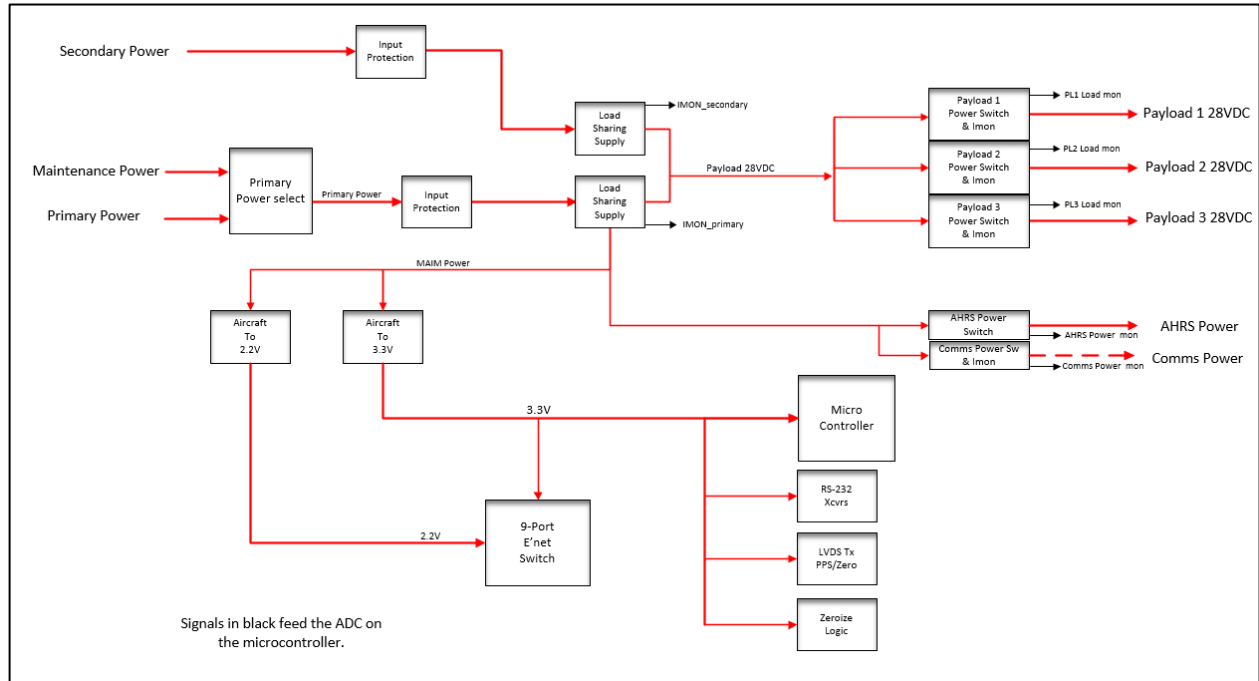 Secondary Power
Input
Protection
IMON_secondary
Load
Sharing
Supply
Payload 1
Power Switch
& Imon
PL1 Load mon
Payload 1 28VDC
Maintenance Power
Primary Power
Primary
Power select
Primary Power
Input
Protection
Load
Sharing
Supply
IMON_primary
Payload 28VDC
Payload 2
Power Switch
& Imon
PL2 Load mon
Payload 2 28VDC
Payload 3
Power Switch
& Imon
PL3 Load mon
Payload 3 28VDC
MAIM Power
Aircraft
To
2.2V
Aircraft
To
3.3V
AHRS Power
Switch
AHRS Power mon
AHRS Power
Comms Power Sw
& Imon
Comms Power mon
Comms Power
3.3V
Micro
Controller
RS-232
Xcvrs
2.2V
9-Port
E'net
Switch
LVDS Tx
PPS/Zero
Zeroize
Logic
Signals in black feed the ADC on
the microcontroller.